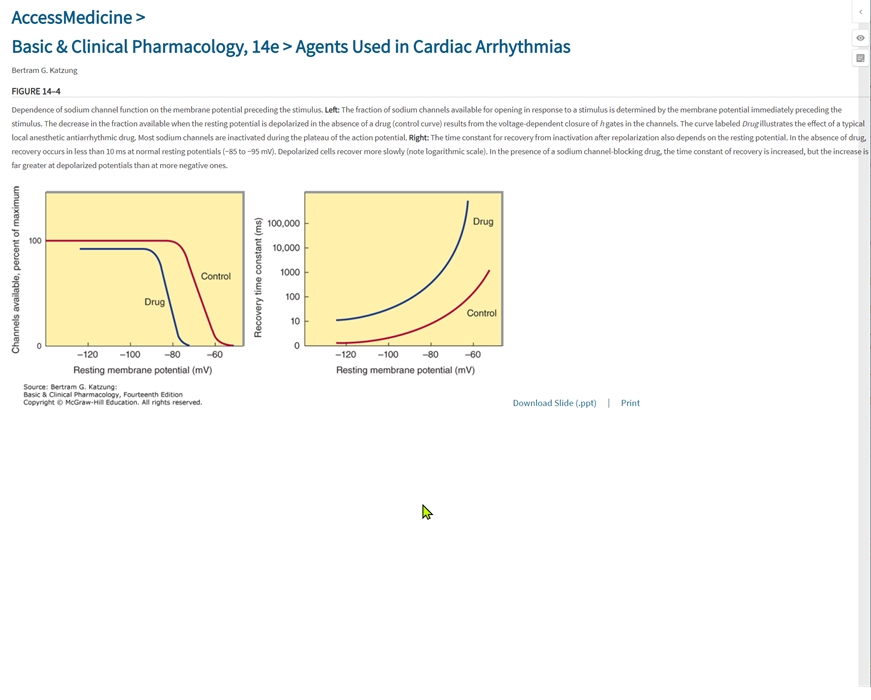 AccessMedicine >
Basic & Clinical Pharmacology, 14e > Agents Used in Cardiac Arrhythmias
Bertram G. Katzung
FIGURE 14–4
Dependence of sodium channel function on the membrane potential preceding the stimulus. Left: The fraction of sodium channels available for opening in response to a stimulus is determined by the membrane potential immediately preceding the
stimulus. The decrease in the fraction available when the resting potential is depolarized in the absence of a drug (control curve) results from the voltage-dependent closure of h gates in the channels. The curve labeled Drug illustrates the effect of a typical
local anesthetic antiarrhythmic drug. Most sodium channels are inactivated during the plateau of the action potential. Right: The time constant for recovery from inactivation after repolarization also depends on the resting potential. In the absence of drug,
recovery occurs in less than 10 ms at normal resting potentials (−85 to −95 mV). Depolarized cells recover more slowly (note logarithmic scale). In the presence of a sodium channel-blocking drug, the time constant of recovery is increased, but the increase is
far greater at depolarized potentials than at more negative ones.
Channels available, percent of maximum
100
0
Control
Drug
−120 −100 −80 −60
Resting membrane potential (mV)
Recovery time constant (ms)
100,000
10,000
1000
100
10
0
Drug
Control
−120 −100 −80 −60
Resting membrane potential (mV)
Source: Bertram G. Katzung:
Basic & Clinical Pharmacology, Fourteenth Edition
Copyright © McGraw-Hill Education. All rights reserved.
Download Slide (.ppt) | Print